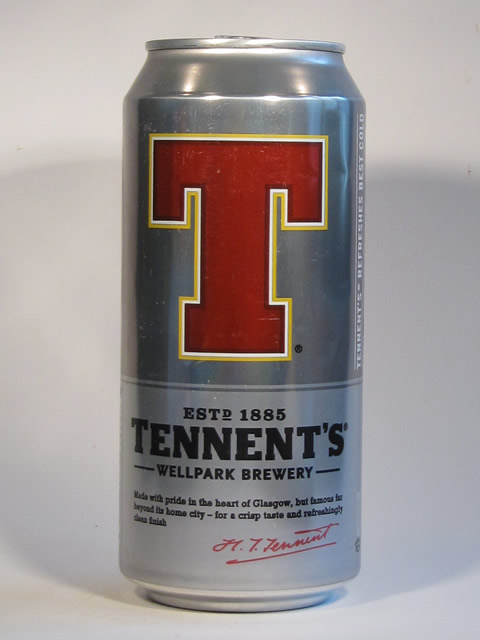 T
®
ESTD 1885
TENNENT'S®
WELLPARK BREWERY
Made with pride in the heart of Glasgow, but famous far
beyond its home city – for a crisp taste and refreshingly
clean finish
H. T. Tennent
TENNENT'S™ REFRESHES BEST COLD